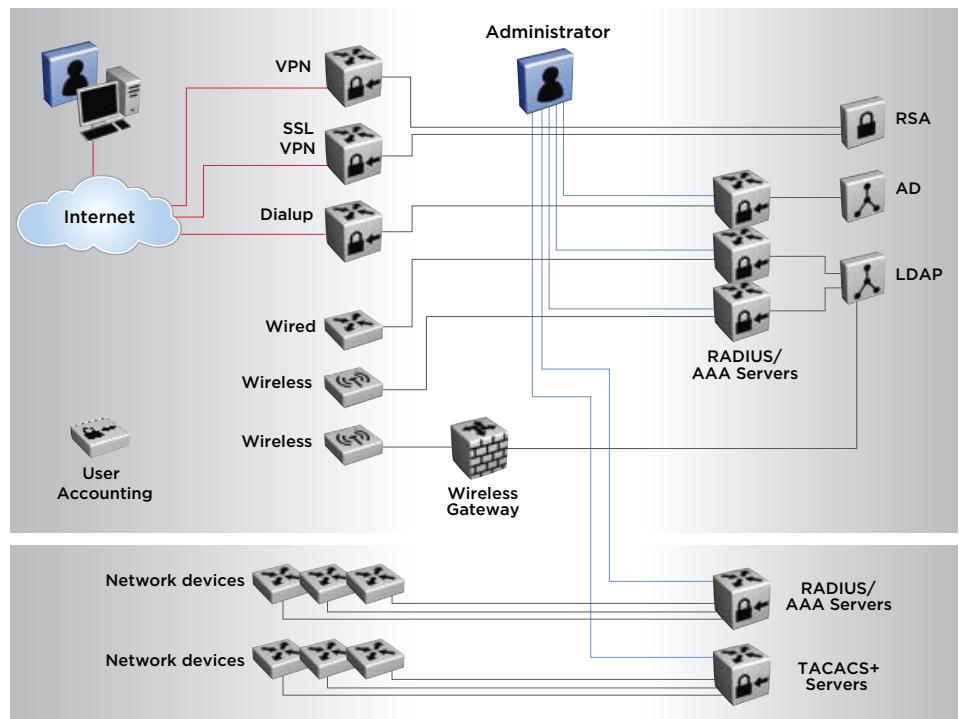 Administrator
VPN
SSL
VPN
Internet
Dialup
RSA
AD
LDAP
RADIUS/
AAA Servers
Wired
Wireless
Wireless
User
Accounting
Wireless
Gateway
Network devices
RADIUS/
AAA Servers
Network devices
TACACS+
Servers